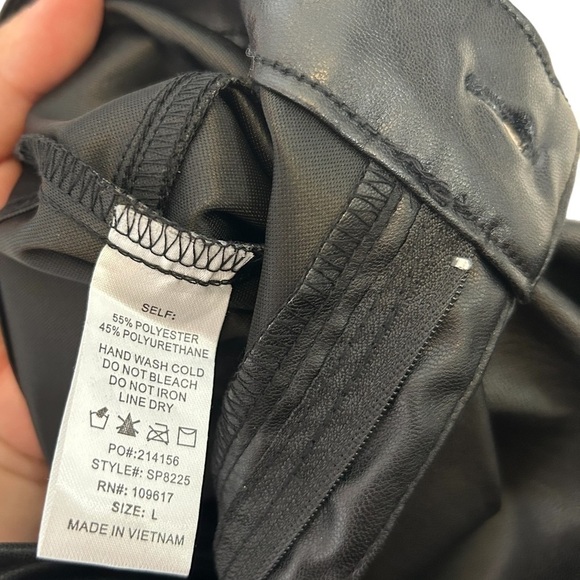 SELF:
55% POLYESTER
45% POLYURETHANE
HAND WASH COLD
DO NOT BLEACH
DO NOT IRON
LINE DRY
PO#:214156
STYLE#: SP8225
RN#: 109617
SIZE: L
MADE IN VIETNAM